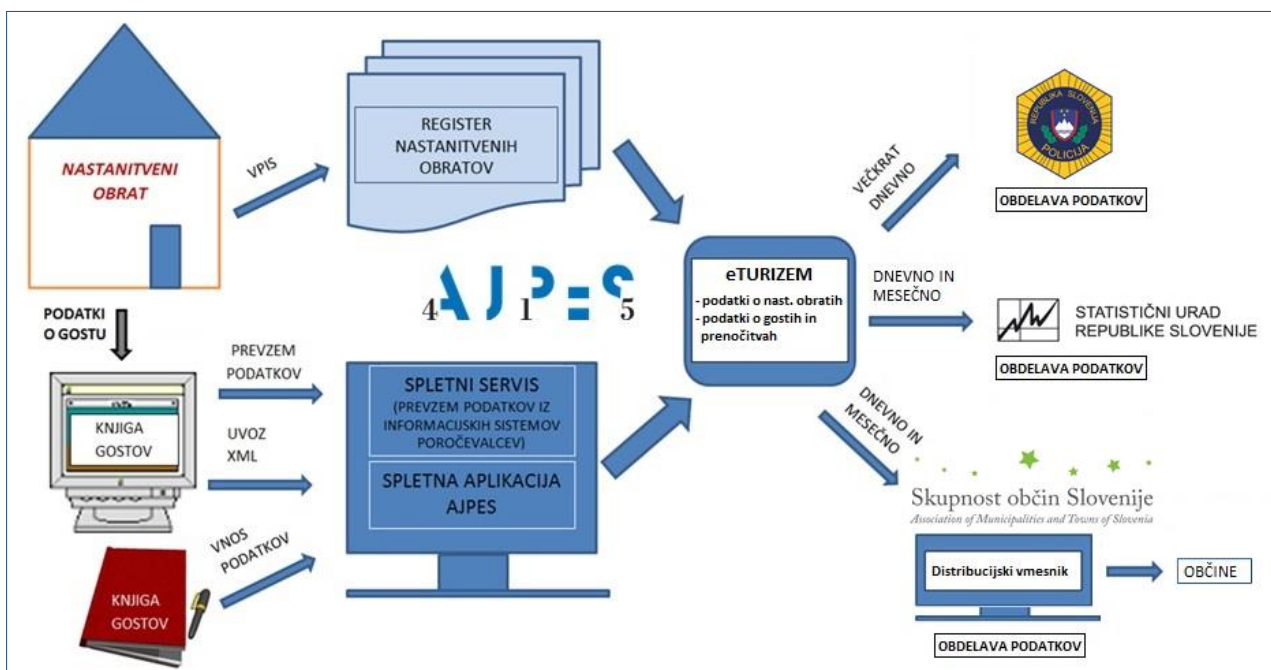 NASTANITVENI
OBRAT
VPIS
REGISTER
NASTANITVENIH
OBRATOV
VEČKRAT
DNEVNO
REPUBLIKA SLOVENIJA
POLICIJA
OBDELAVA PODATKOV
4 AJPES 1 5
eTURIZEM
- podatki o nast. obratih
- podatki o gostih in
prenočitvah
DNEVNO IN
MESEČNO
STATISTIČNI URAD
REPUBLIKE SLOVENIJE
OBDELAVA PODATKOV
PODATKI
O GOSTU
KNJIGA
GOSTOV
PREVZEM
PODATKOV
UVOZ
XML
SPLETNI SERVIS
(PREVZEM PODATKOV IZ
INFORMACIJSKIH SISTEMOV
POROČEVALCEV)
SPLETNA APLIKACIJA
AJPES
DNEVNO IN
MESEČNO
Skupnost občin Slovenije
Association of Municipalities and Towns of Slovenia
VNOS
PODATKOV
KNJIGA
GOSTOV
Distribucijski vmesnik
OBČINE
OBDELAVA PODATKOV